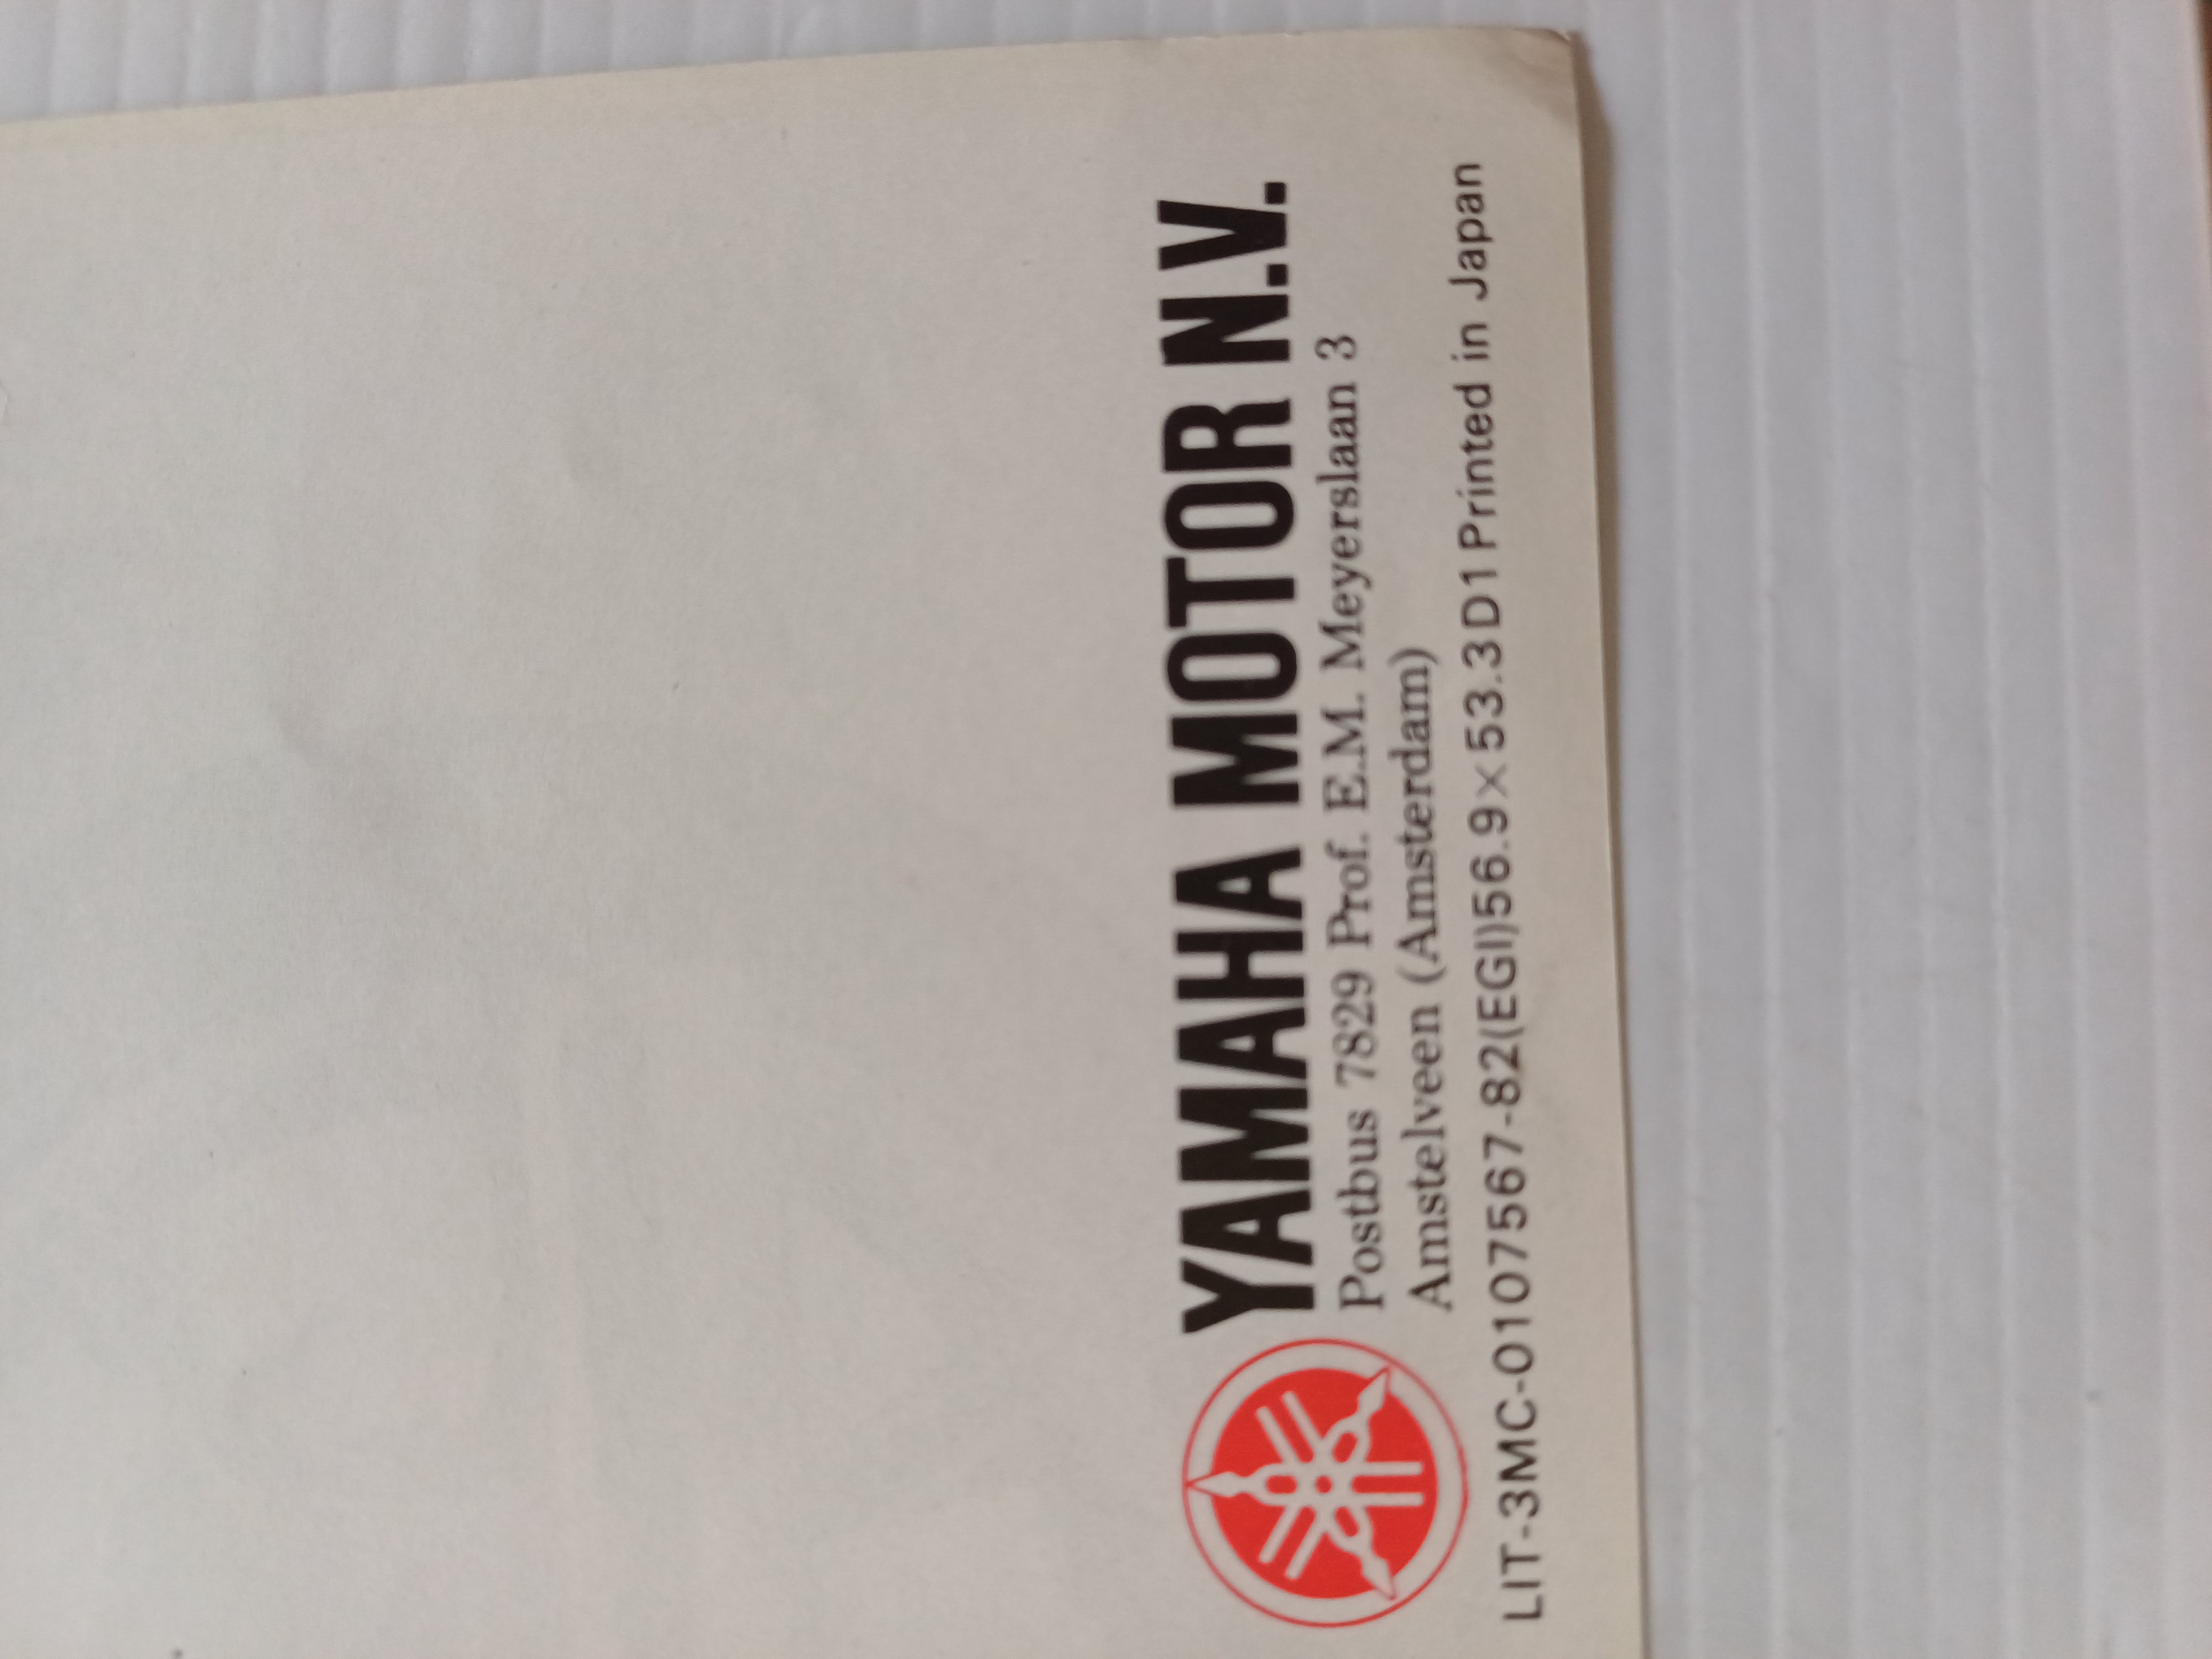 YAMAHA MOTOR N.V.
Postbus 7829 Prof. E.M. Meyerslaan 3
Amstelveen (Amsterdam)
LIT-3MC-0107567-82(EGI)56.9×53.3D1 Printed in Japan